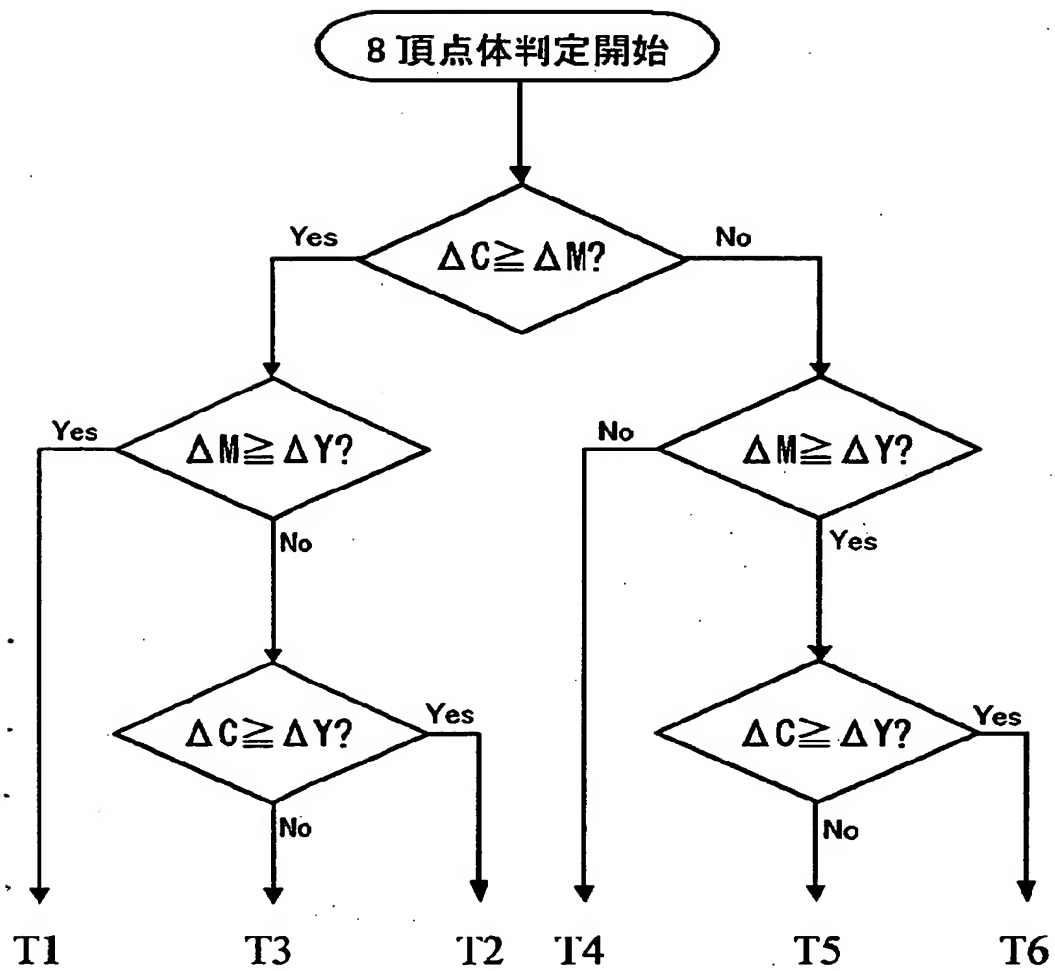 8頂点体判定開始
ΔC≧ΔM?
Yes
No
ΔM≧ΔY?
Yes
No
ΔM≧ΔY?
No
Yes
ΔC≧ΔY?
Yes
No
ΔC≧ΔY?
Yes
No
T1
T3
T2
T4
T5
T6